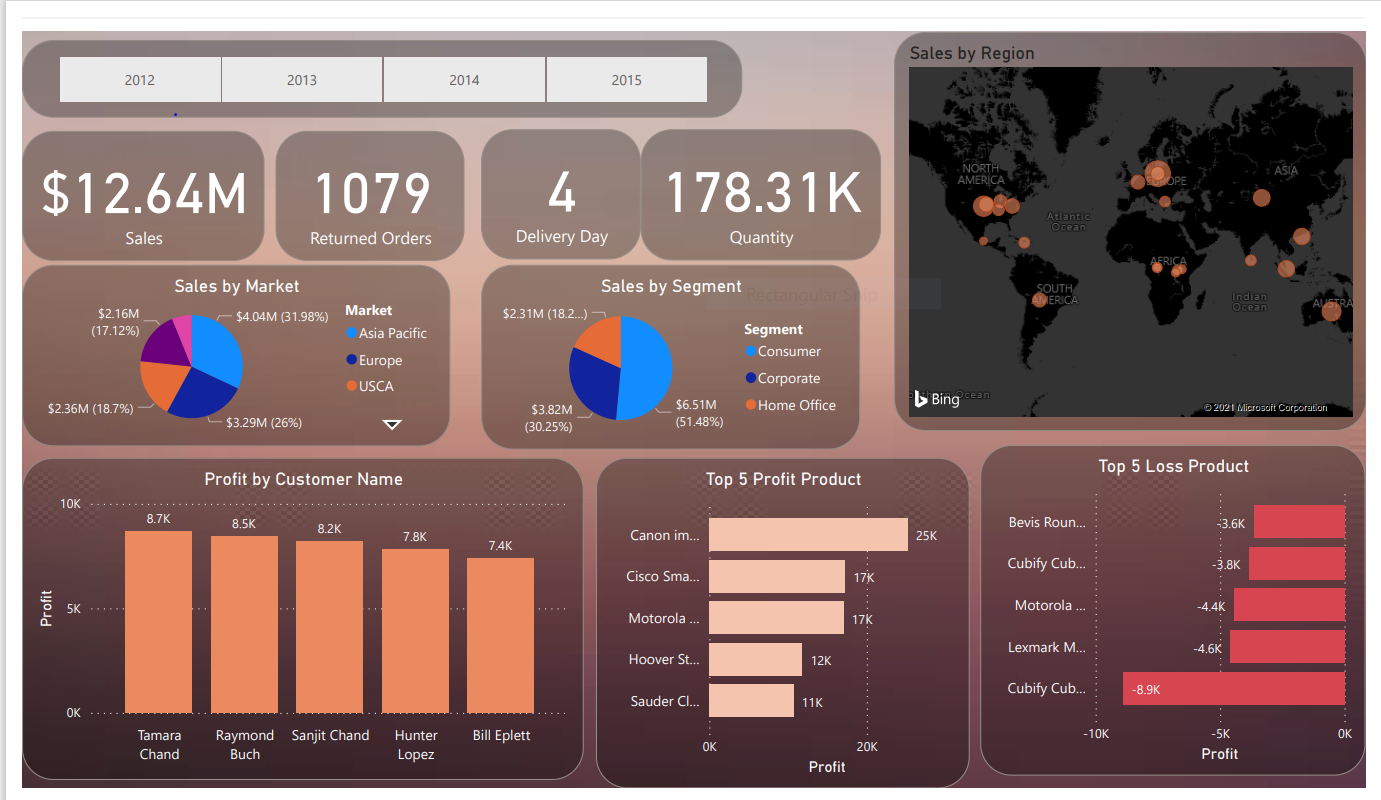 2012
2013
2014
2015
$12.64M
Sales
1079
Returned Orders
4
Delivery Day
178.31K
Quantity
Sales by Region
NORTH
AMERICA
EUROPE
ASIA
Atlantic
Ocean
AFRICA
SOUTH
AMERICA
Indian
Ocean
AUSTRA
Ocean
Bing
© 2021 Microsoft Corporation
Sales by Market
$2.16M
(17.12%)
$4.04M (31.98%)
$2.36M (18.7%)
$3.29M (26%)
Market
Asia Pacific
Europe
USCA
Rectangular Snip
Sales by Segment
$2.31M (18.2...)
$3.82M
(30.25%)
$6.51M
(51.48%)
Segment
Consumer
Corporate
Home Office
Profit by Customer Name
Profit
10K
5K
0K
8.7K
8.5K
8.2K
7.8K
7.4K
Tamara
Chand
Raymond
Buch
Sanjit Chand
Hunter
Lopez
Bill Eplett
Top 5 Profit Product
Canon im... 25K
Cisco Sma... 17K
Motorola ... 17K
Hoover St... 12K
Sauder Cl... 11K
0K 20K
Profit
Top 5 Loss Product
Bevis Roun... -3.6K
Cubify Cub... -3.8K
Motorola ... -4.4K
Lexmark M... -4.6K
Cubify Cub... -8.9K
-10K -5K 0K
Profit